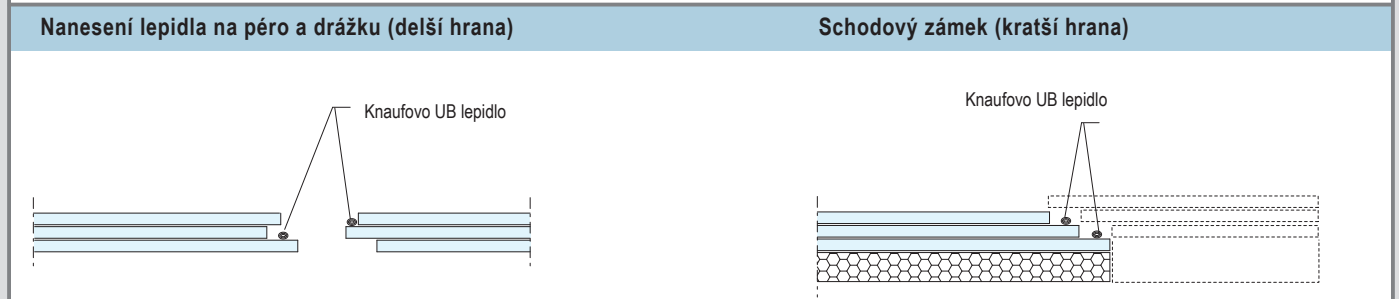 Nanesení lepidla na péro a drážku (delší hrana)
Schodový zámek (kratší hrana)
Knaufovo UB lepidlo
Knaufovo UB lepidlo